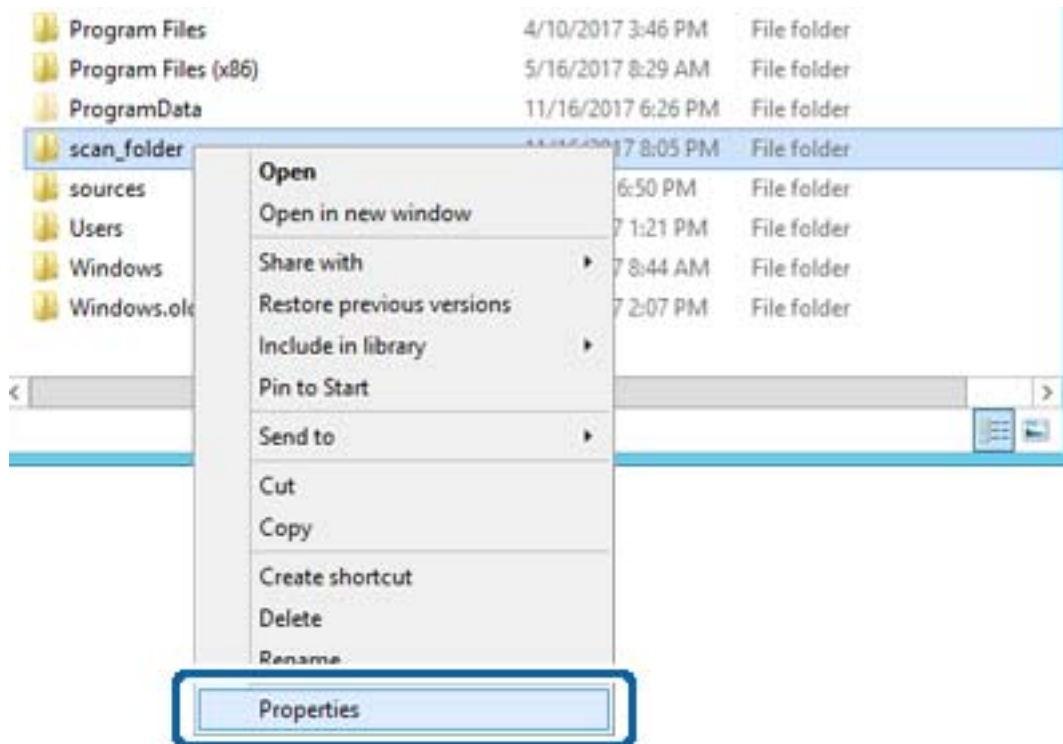 Program Files 4/10/2017 3:46 PM File folder
Program Files (x86) 5/16/2017 8:29 AM File folder
ProgramData 11/16/2017 6:26 PM File folder
scan_folder 17 8:05 PM File folder
Open
sources 6:50 PM File folder
Open in new window
Users 7 1:21 PM File folder
Share with
Windows 7 8:44 AM File folder
Restore previous versions
Windows.old 7 2:07 PM File folder
Include in library
Pin to Start
Send to
Cut
Copy
Create shortcut
Delete
Rename
Properties